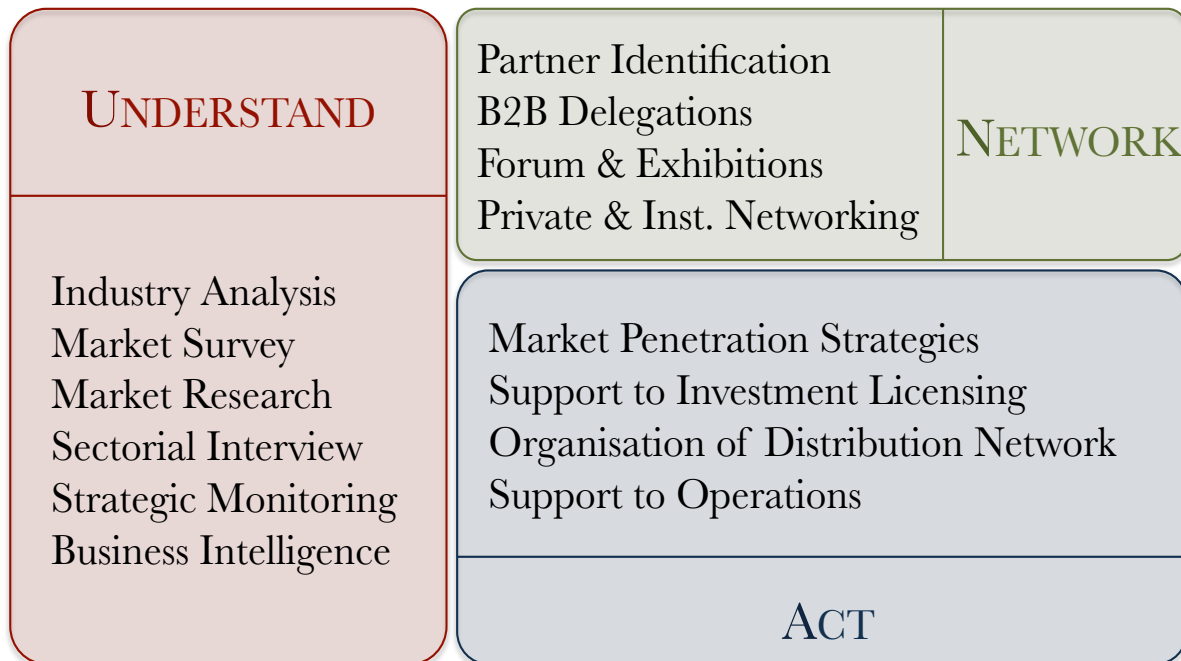 UNDERSTAND
Industry Analysis
Market Survey
Market Research
Sectorial Interview
Strategic Monitoring
Business Intelligence
Partner Identification
B2B Delegations
Forum & Exhibitions
Private & Inst. Networking
NETWORK
Market Penetration Strategies
Support to Investment Licensing
Organisation of Distribution Network
Support to Operations
ACT